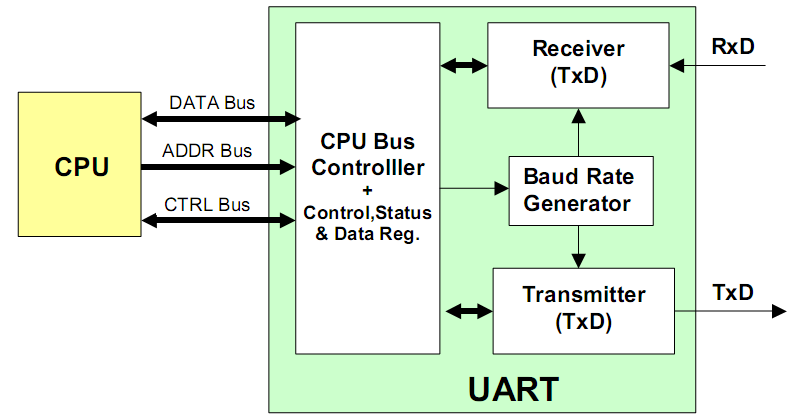 CPU
DATA Bus
ADDR Bus
CTRL Bus
CPU Bus
Controlller
+
Control,Status
& Data Reg.
Receiver
(TxD)
RxD
Baud Rate
Generator
Transmitter
(TxD)
TxD
UART